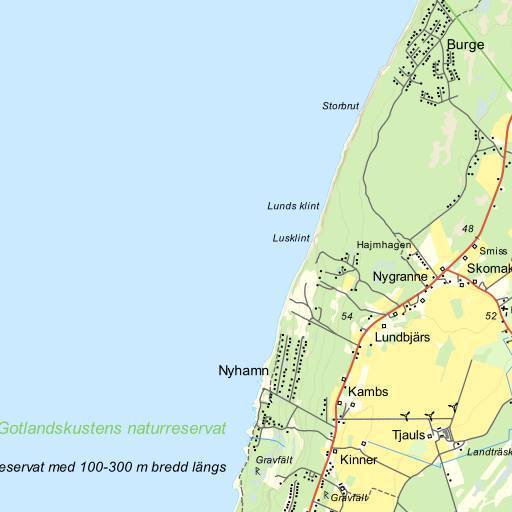 Burge
Storbrut
Lunds klint
Lusklint
48
Hajmhagen
Smiss
Skomak
Nygranne
54
52
Lundbjärs
Nyhamn
Kambs
Gotlandskustens naturreservat
Tjauls
Landträsk
Gravfält
Kinner
eservat med 100-300 m bredd längs
Gravfält